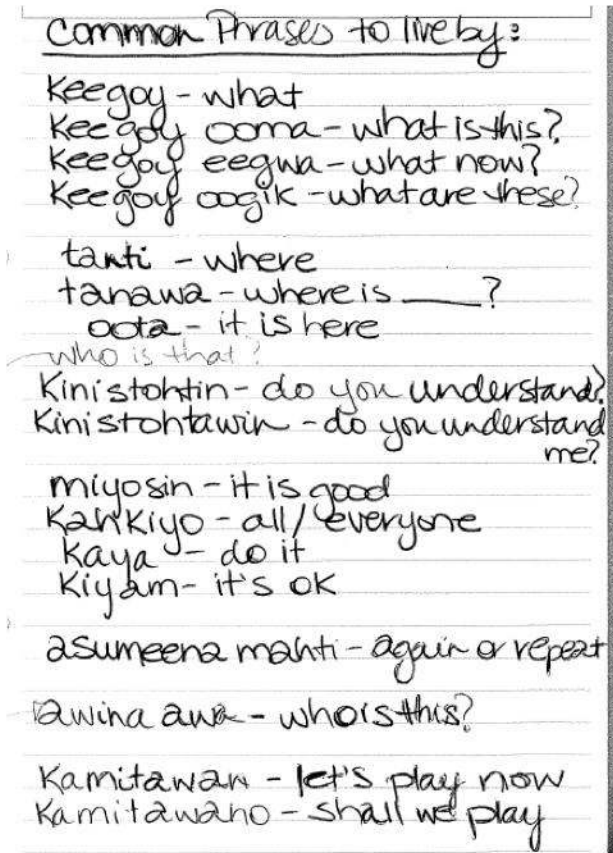 Common Phrases to live by:
Keegoy - what
Keegoy ooma - what is this?
Keegoy eegwa - what now?
Keegoy oogik - what are these?
tanti - where
tanawa - where is ____?
oota - it is here
who is that?
Kinistohtin - do you understand?
Kinistohtawin - do you understand
me?
miyosin - it is good
Kahkiyo - all / everyone
Kaya - do it
Kiyam - it's OK
asumeena mahti - again or repeat
awina awa - who is this?
Kamitawan - let's play now
Kamitawano - shall we play